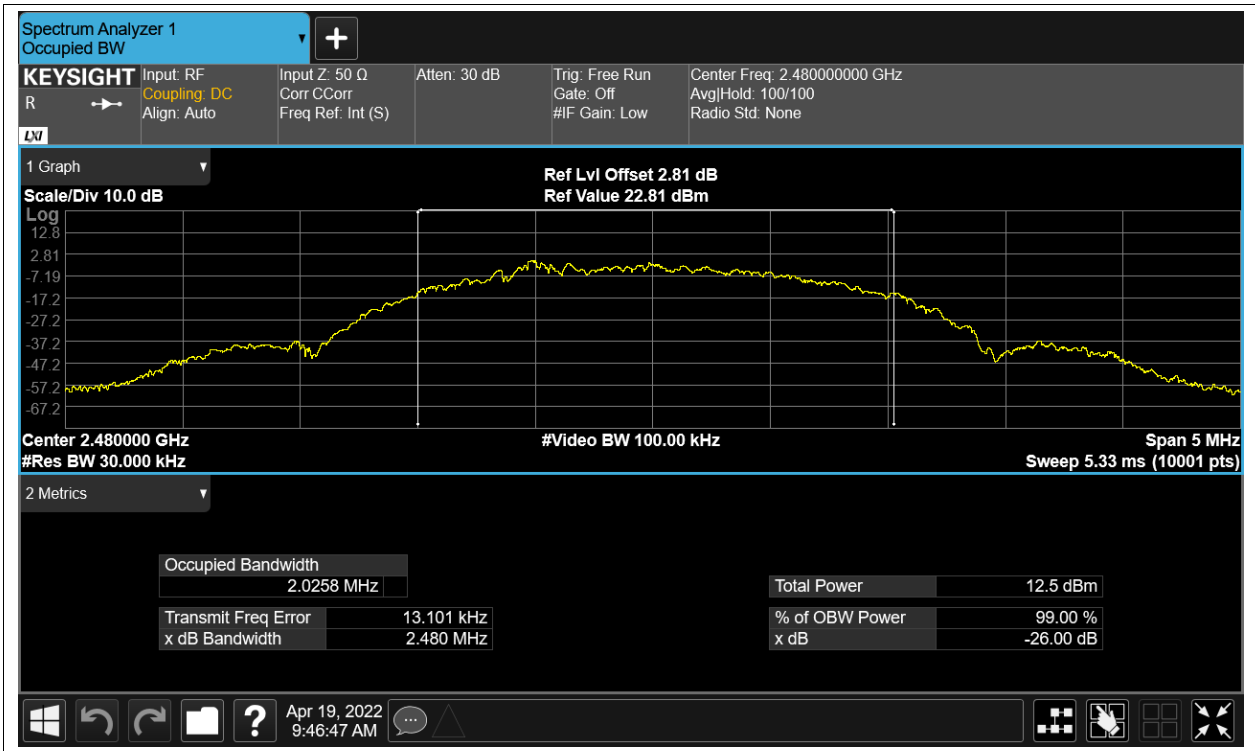 Spectrum Analyzer 1
Occupied BW
KEYSIGHT
R
LXI
Input: RF
Coupling: DC
Align: Auto
Input Z: 50 Ω
Corr CCorr
Freq Ref: Int (S)
Atten: 30 dB
Trig: Free Run
Gate: Off
#IF Gain: Low
Center Freq: 2.480000000 GHz
Avg|Hold: 100/100
Radio Std: None
1 Graph
Scale/Div 10.0 dB
Ref Lvl Offset 2.81 dB
Ref Value 22.81 dBm
Log
12.8
2.81
-7.19
-17.2
-27.2
-37.2
-47.2
-57.2
-67.2
Center 2.480000 GHz
#Res BW 30.000 kHz
#Video BW 100.00 kHz
Span 5 MHz
Sweep 5.33 ms (10001 pts)
2 Metrics
Occupied Bandwidth
2.0258 MHz
Transmit Freq Error 13.101 kHz
x dB Bandwidth 2.480 MHz
Total Power 12.5 dBm
% of OBW Power 99.00 %
x dB -26.00 dB
?
Apr 19, 2022
9:46:47 AM